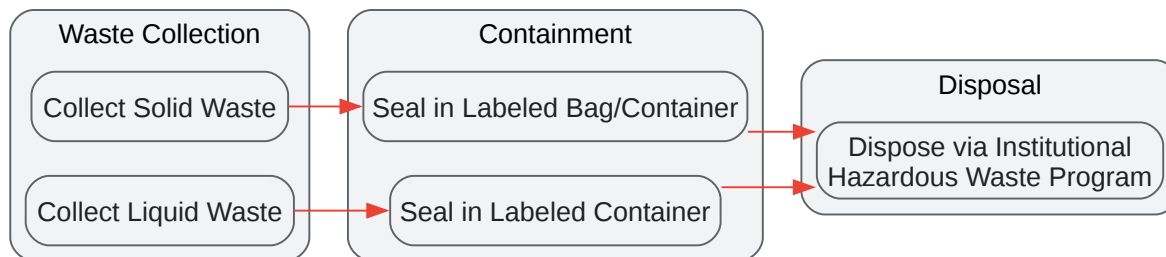 Waste Collection
Collect Solid Waste
Collect Liquid Waste
Containment
Seal in Labeled Bag/Container
Seal in Labeled Container
Disposal
Dispose via Institutional
Hazardous Waste Program